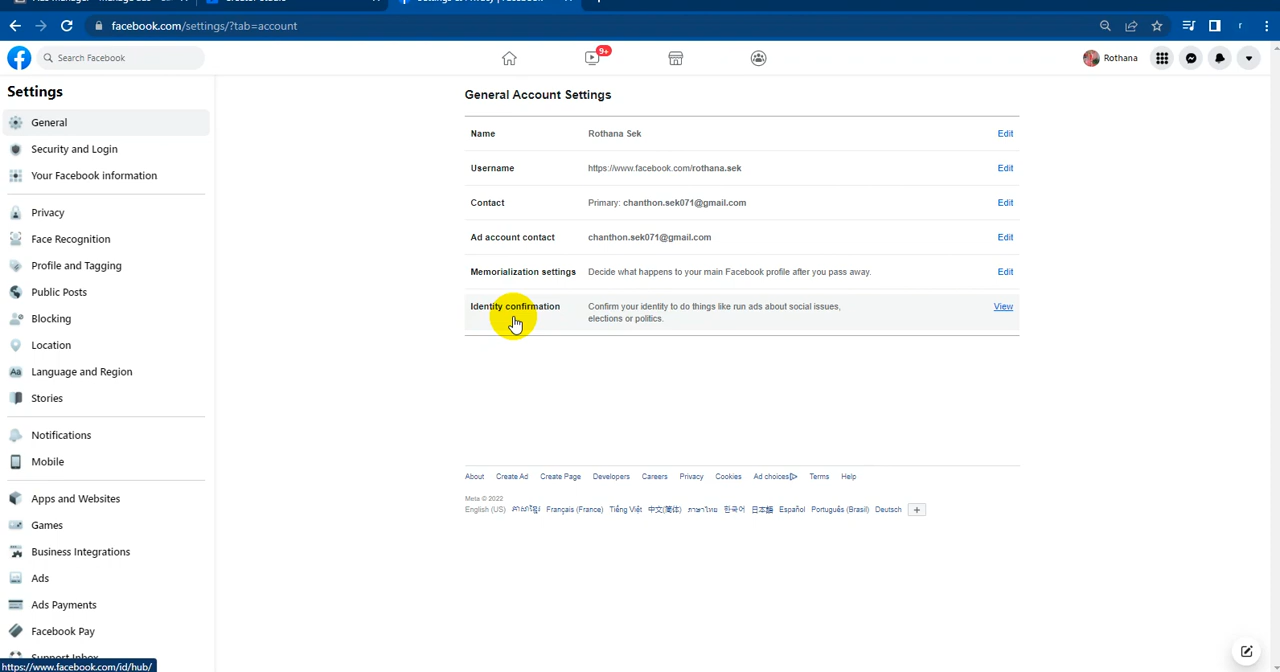 facebook.com/settings/?tab=account
Search Facebook
9+
Rothana
Settings
General
Security and Login
Your Facebook information
Privacy
Face Recognition
Profile and Tagging
Public Posts
Blocking
Location
Language and Region
Stories
Notifications
Mobile
Apps and Websites
Games
Business Integrations
Ads
Ads Payments
Facebook Pay
https://www.facebook.com/id/hub/
General Account Settings
Name Rothana Sek Edit
Username https://www.facebook.com/rothana.sek Edit
Contact Primary: chanthon.sek071@gmail.com Edit
Ad account contact chanthon.sek071@gmail.com Edit
Memorialization settings Decide what happens to your main Facebook profile after you pass away. Edit
Identity confirmation Confirm your identity to do things like run ads about social issues, View
elections or politics.
About Create Ad Create Page Developers Careers Privacy Cookies Ad choices Terms Help
Meta © 2022
English (US) ភាសាខ្មែរ Français (France) Tiếng Việt 中文(简体) ภาษาไทย 한국어 日本語 Español Português (Brasil) Deutsch +